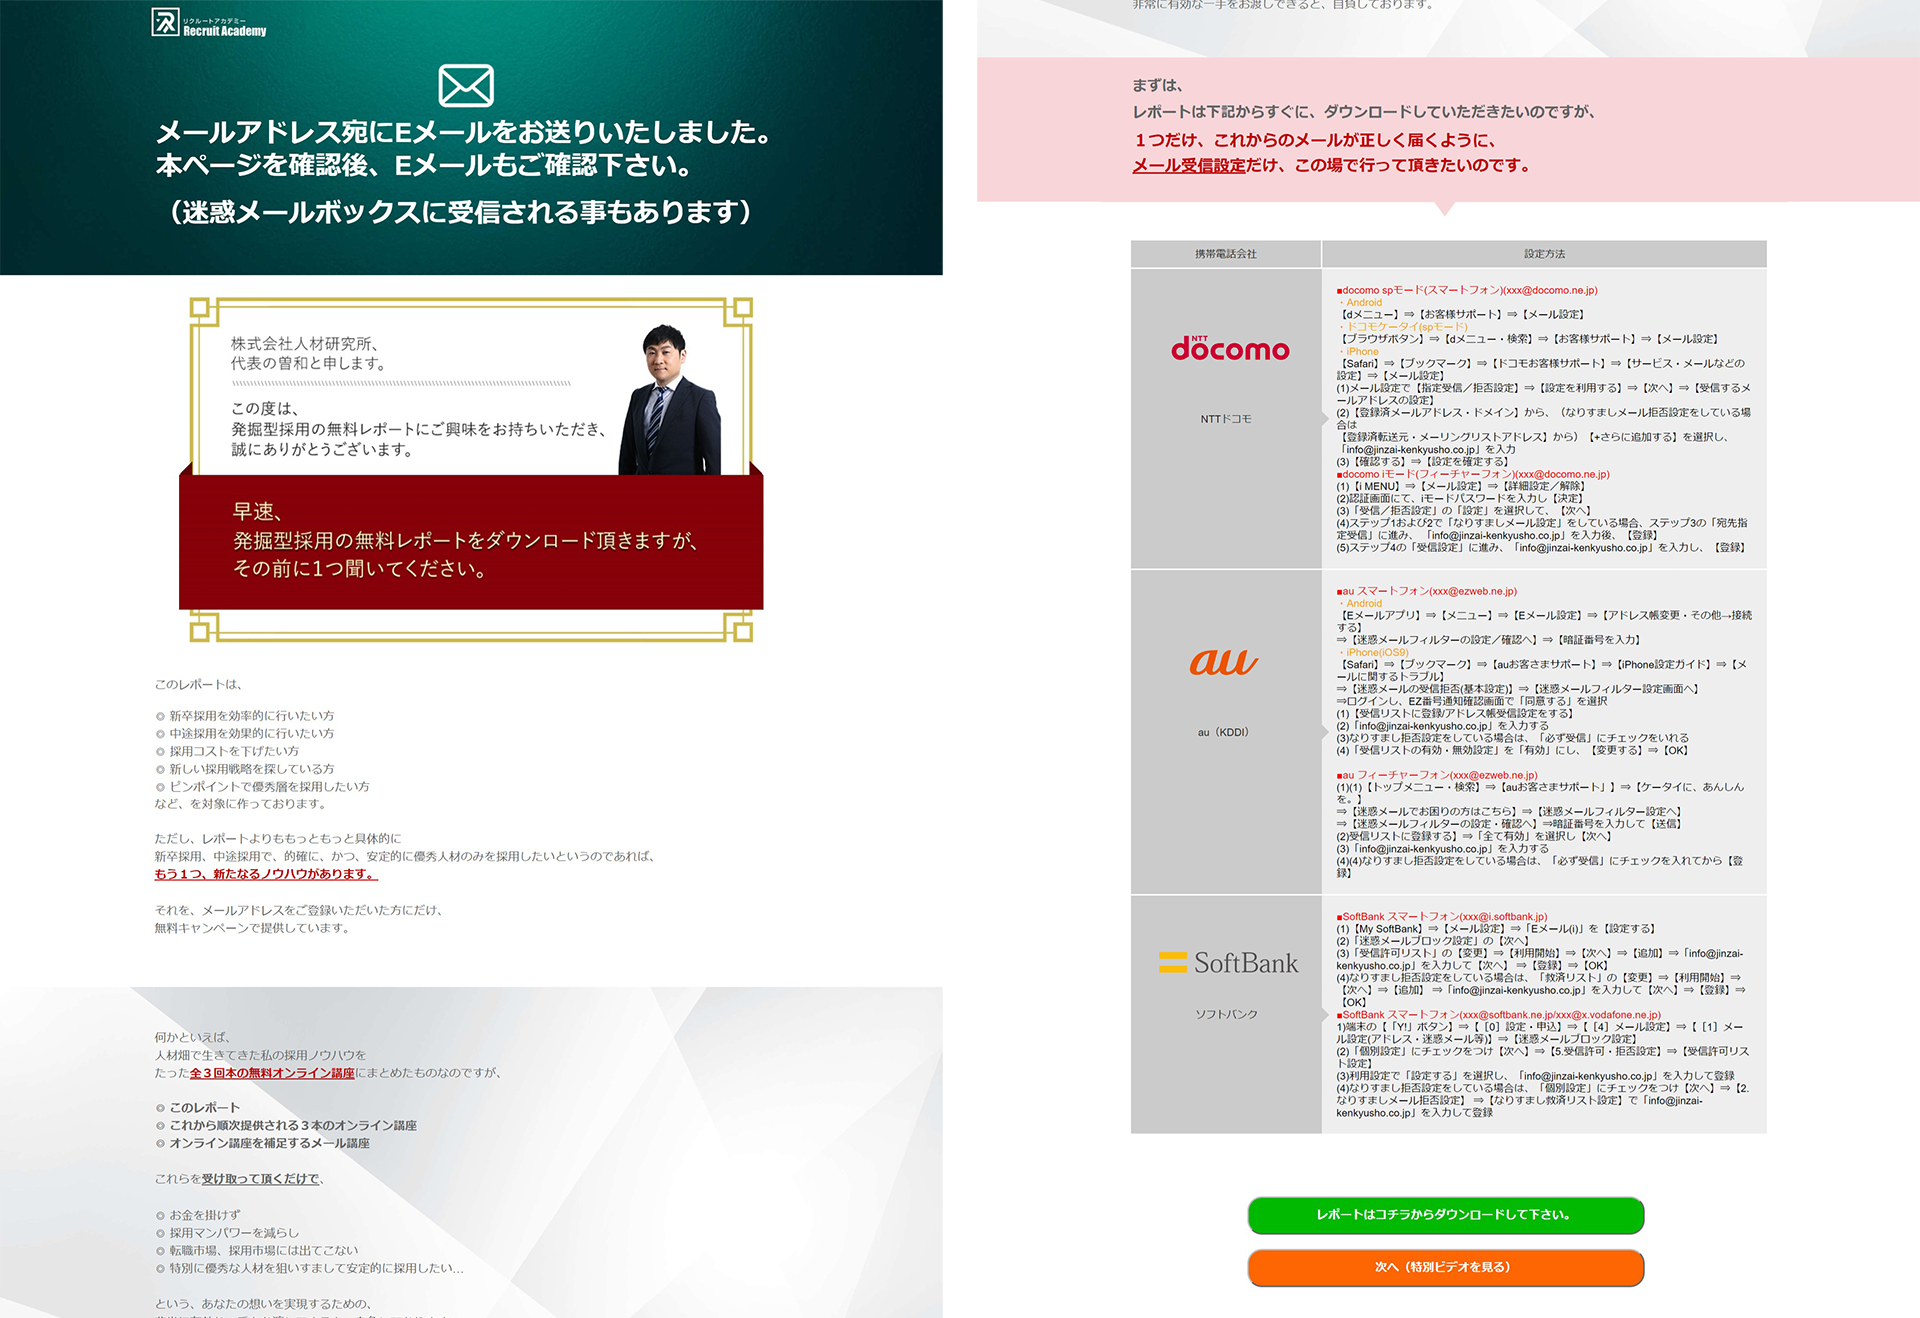 リクルートアカデミー
Recruit Academy
メールアドレス宛にEメールをお送りいたしました。
本ページを確認後、Eメールもご確認下さい。
（迷惑メールボックスに受信される事もあります）
株式会社人材研究所、
代表の曽和と申します。
この度は、
発掘型採用の無料レポートにご興味をお持ちいただき、
誠にありがとうございます。
早速、
発掘型採用の無料レポートをダウンロード頂きますが、
その前に1つ聞いてください。
このレポートは、
◎ 新卒採用を効率的に行いたい方
◎ 中途採用を効果的に行いたい方
◎ 採用コストを下げたい方
◎ 新しい採用戦略を探している方
◎ ピンポイントで優秀層を採用したい方
など、を対象に作っております。
ただし、レポートよりももっともっと具体的に
新卒採用、中途採用で、的確に、かつ、安定的に優秀人材のみを採用したいというのであれば、
もう１つ、新たなるノウハウがあります。
それを、メールアドレスをご登録いただいた方にだけ、
無料キャンペーンで提供しています。
何かといえば、
人材畑で生きてきた私の採用ノウハウを
たった全３回本の無料オンライン講座にまとめたものなのですが、
◎ このレポート
◎ これから順次提供される３本のオンライン講座
◎ オンライン講座を補足するメール講座
これらを受け取って頂くだけで、
◎ お金を掛けず
◎ 採用マンパワーを減らし
◎ 転職市場、採用市場には出てこない
◎ 特別に優秀な人材を狙いすまして安定的に採用したい…
という、あなたの想いを実現するための、
非常に有効な一手をお渡しできると、自負しております。
まずは、
レポートは下記からすぐに、ダウンロードしていただきたいのですが、
１つだけ、これからのメールが正しく届くように、
メール受信設定だけ、この場で行って頂きたいのです。
携帯電話会社
設定方法
NTT
docomo
NTTドコモ
■docomo spモード(スマートフォン)(xxx@docomo.ne.jp)
・Android
【dメニュー】⇒【お客様サポート】⇒【メール設定】
・ドコモケータイ(spモード)
【ブラウザボタン】⇒【dメニュー・検索】⇒【お客様サポート】⇒【メール設定】
・iPhone
【Safari】⇒【ブックマーク】⇒【ドコモお客様サポート】⇒【サービス・メールなどの
設定】⇒【メール設定】
(1)メール設定で【指定受信／拒否設定】⇒【設定を利用する】⇒【次へ】⇒【受信するメ
ールアドレスの設定】
(2)【登録済メールアドレス・ドメイン】から、（なりすましメール拒否設定をしている場
合は
【登録済転送元・メーリングリストアドレス】から）【+さらに追加する】を選択し、
「info@jinzai-kenkyusho.co.jp」を入力
(3)【確認する】⇒【設定を確定する】
■docomo iモード(フィーチャーフォン)(xxx@docomo.ne.jp)
(1)【i MENU】⇒【メール設定】⇒【詳細設定／解除】
(2)認証画面にて、iモードパスワードを入力し【決定】
(3)「受信／拒否設定」の「設定」を選択して、【次へ】
(4)ステップ1および2で「なりすましメール設定」をしている場合、ステップ3の「宛先指
定受信」に進み、「info@jinzai-kenkyusho.co.jp」を入力後、【登録】
(5)ステップ4の「受信設定」に進み、「info@jinzai-kenkyusho.co.jp」を入力し、【登録】
au
au（KDDI）
■au スマートフォン(xxx@ezweb.ne.jp)
・Android
【Eメールアプリ】⇒【メニュー】⇒【Eメール設定】⇒【アドレス帳変更・その他→接続
する】
⇒【迷惑メールフィルターの設定／確認へ】⇒【暗証番号を入力】
・iPhone(iOS9)
【Safari】⇒【ブックマーク】⇒【auお客さまサポート】⇒【iPhone設定ガイド】⇒【メ
ールに関するトラブル】
⇒【迷惑メールの受信拒否(基本設定)】⇒【迷惑メールフィルター設定画面へ】
⇒ログインし、EZ番号通知確認画面で「同意する」を選択
(1)【受信リストに登録/アドレス帳受信設定をする】
(2)「info@jinzai-kenkyusho.co.jp」を入力する
(3)なりすまし拒否設定をしている場合は、「必ず受信」にチェックをいれる
(4)「受信リストの有効・無効設定」を「有効」にし、【変更する】⇒【OK】
■au フィーチャーフォン(xxx@ezweb.ne.jp)
(1)(1)【トップメニュー・検索】⇒【auお客さまサポート」】⇒【ケータイに、あんしん
を。】
⇒【迷惑メールでお困りの方はこちら】⇒【迷惑メールフィルター設定へ】
⇒【迷惑メールフィルターの設定・確認へ】⇒暗証番号を入力して【送信】
(2)受信リストに登録する】⇒「全て有効」を選択し【次へ】
(3)「info@jinzai-kenkyusho.co.jp」を入力する
(4)(4)なりすまし拒否設定をしている場合は、「必ず受信」にチェックを入れてから【登
録】
SoftBank
ソフトバンク
■SoftBank スマートフォン(xxx@i.softbank.jp)
(1)【My SoftBank】⇒【メール設定】⇒「Eメール(i)」を【設定する】
(2)「迷惑メールブロック設定」の【次へ】
(3)「受信許可リスト」の【変更】⇒【利用開始】⇒【次へ】⇒【追加】⇒「info@jinzai-
kenkyusho.co.jp」を入力して【次へ】 ⇒【登録】⇒【OK】
(4)なりすまし拒否設定をしている場合は、「救済リスト」の【変更】⇒【利用開始】⇒
【次へ】⇒【追加】 ⇒「info@jinzai-kenkyusho.co.jp」を入力して【次へ】⇒【登録】⇒
【OK】
■SoftBank スマートフォン(xxx@softbank.ne.jp/xxx@x.vodafone.ne.jp)
1)端末の【「Y!」ボタン】⇒【［0］設定・申込】⇒【［4］メール設定】⇒【［1］メー
ル設定(アドレス・迷惑メール等)】⇒【迷惑メールブロック設定】
(2)「個別設定」にチェックをつけ【次へ】⇒【5.受信許可・拒否設定】⇒【受信許可リス
ト設定】
(3)利用設定で「設定する」を選択し、「info@jinzai-kenkyusho.co.jp」を入力して登録
(4)なりすまし拒否設定をしている場合は、「個別設定」にチェックをつけ【次へ】⇒【2.
なりすましメール拒否設定】 ⇒【なりすまし救済リスト設定】で「info@jinzai-
kenkyusho.co.jp」を入力して登録
レポートはコチラからダウンロードして下さい。
次へ（特別ビデオを見る）